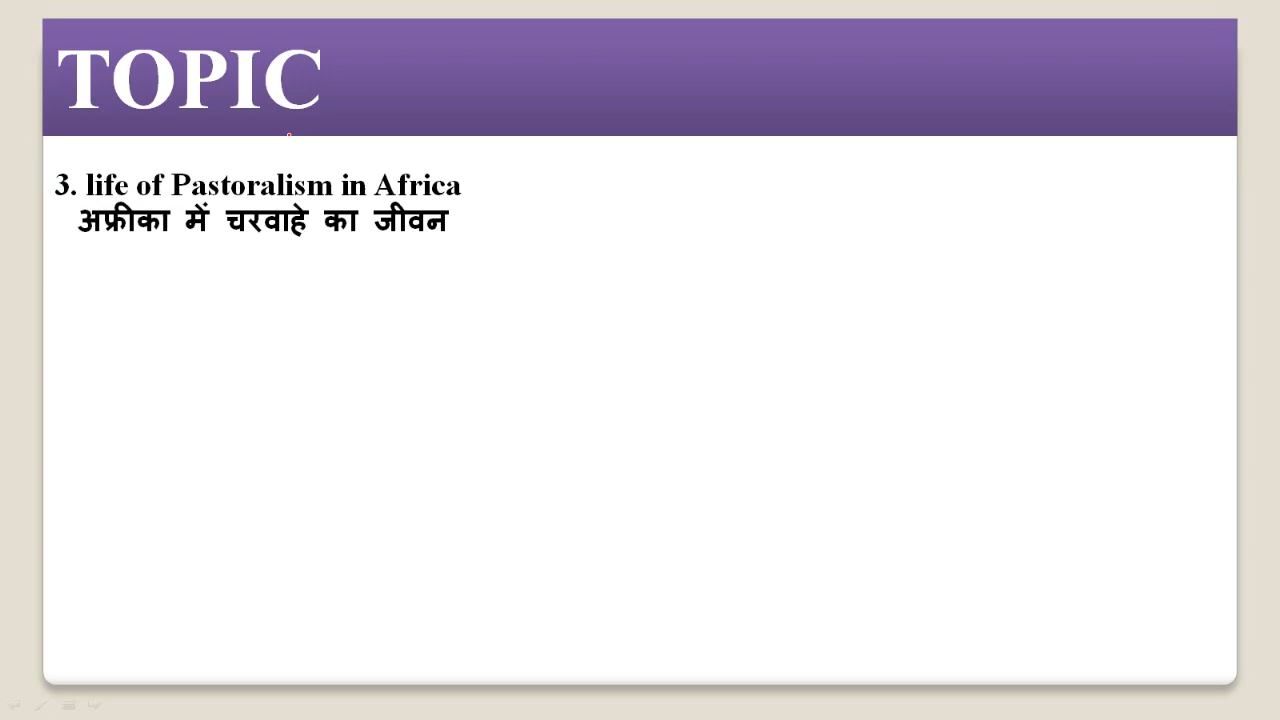 TOPIC
3. life of Pastoralism in Africa
अफ्रीका में चरवाहे का जीवन